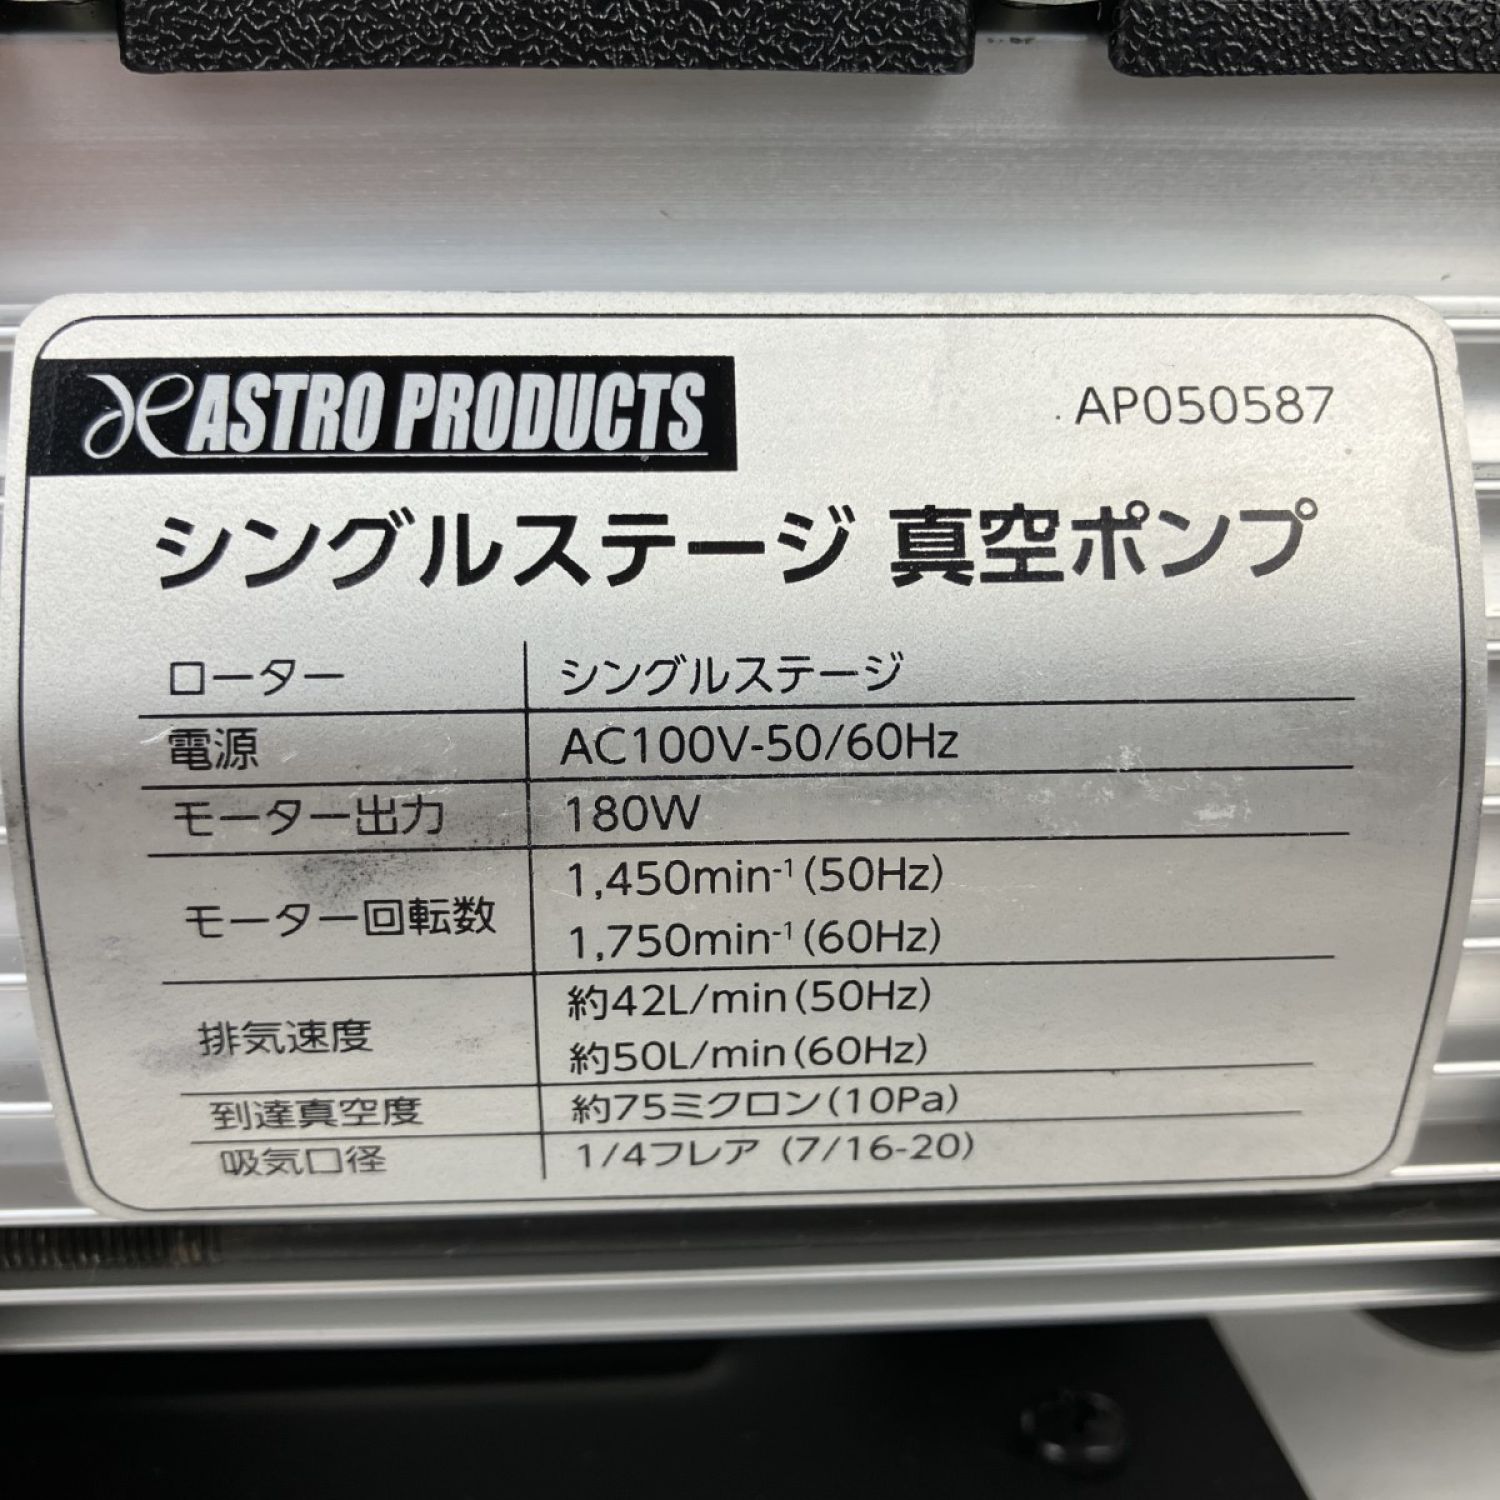 ASTRO PRODUCTS
AP050587
シングルステージ 真空ポンプ
ローター シングルステージ
電源 AC100V-50/60Hz
モーター出力 180W
モーター回転数 1,450min-1(50Hz)
1,750min-1(60Hz)
排気速度 約42L/min(50Hz)
約50L/min(60Hz)
到達真空度 約75ミクロン(10Pa)
吸気口径 1/4フレア (7/16-20)